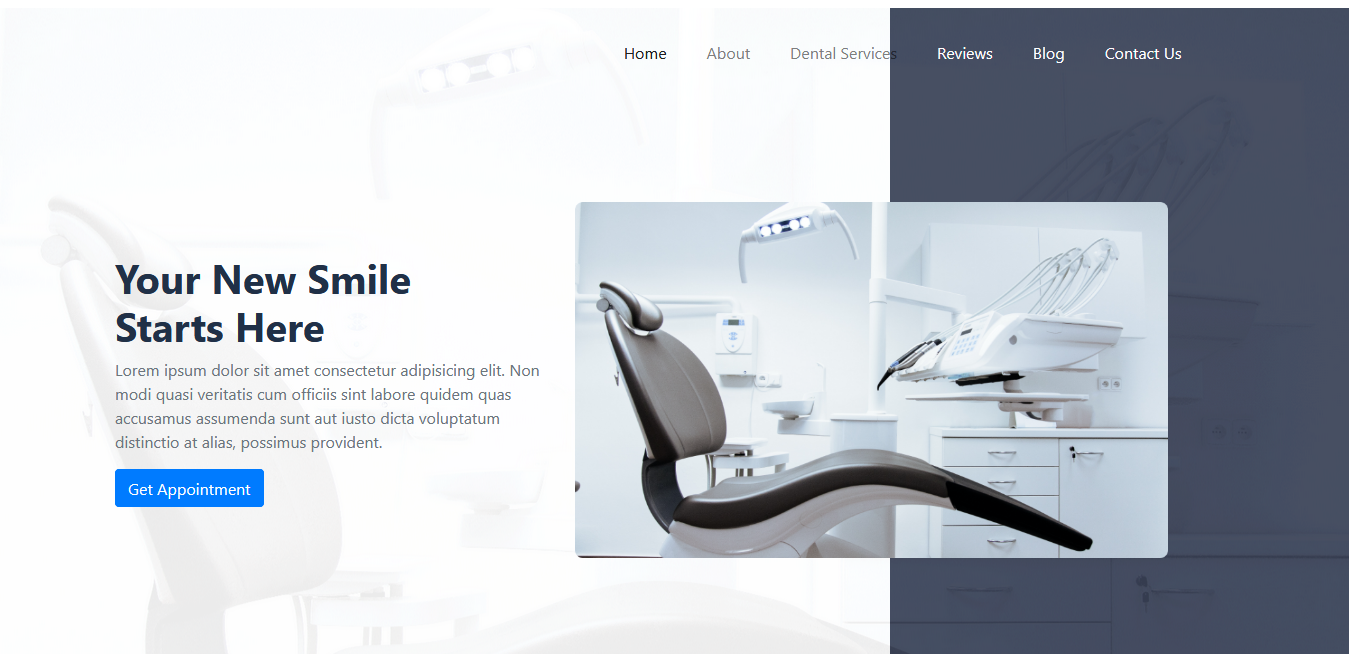 Home About Dental Services Reviews Blog Contact Us
Your New Smile
Starts Here
Lorem ipsum dolor sit amet consectetur adipisicing elit. Non
modi quasi veritatis cum officiis sint labore quidem quas
accusamus assumenda sunt aut iusto dicta voluptatum
distinctio at alias, possimus provident.
Get Appointment